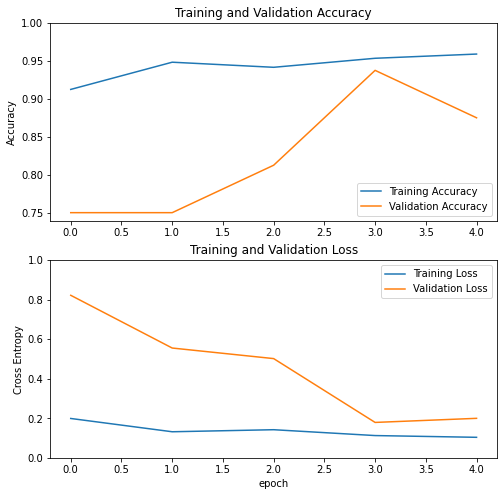 Training and Validation Accuracy
1.00
0.95
0.90
0.85
0.80
0.75
Accuracy
Training Accuracy
Validation Accuracy
0.0 0.5 1.0 1.5 2.0 2.5 3.0 3.5 4.0
Training and Validation Loss
1.0
0.8
0.6
0.4
0.2
0.0
Cross Entropy
Training Loss
Validation Loss
0.0 0.5 1.0 1.5 2.0 2.5 3.0 3.5 4.0
epoch